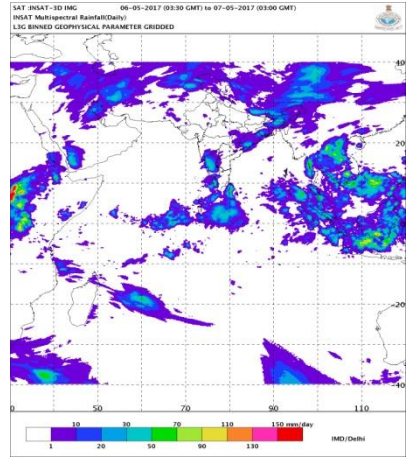 SAT :INSAT-3D IMG 06-05-2017 (03:30 GMT) to 07-05-2017 (03:00 GMT)
INSAT Multispectral Rainfall(Daily)
L3G BINNED GEOPHYSICAL PARAMETER GRIDDED
40
20
0
-20
-40
30 50 70 90 110
10 30 50 70 110 150 mm/day
1 20 50 90 130
IMD/Delhi